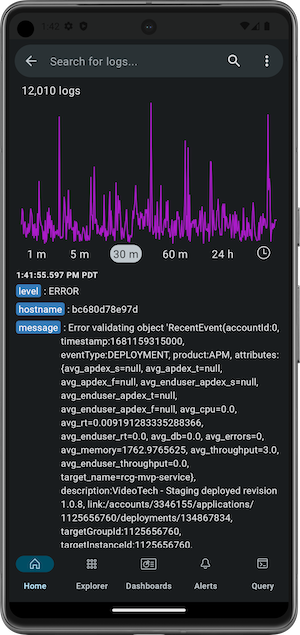 1:42
Search for logs...
12,010 logs
1 m 5 m 30 m 60 m 24 h
1:41:55.597 PM PDT
level : ERROR
hostname : bc680d78e97d
message : Error validating object 'RecentEvent(accountId:0,
timestamp:1681159315000,
eventType:DEPLOYMENT, product:APM, attributes:
{avg_apdex_s=null, avg_apdex_t=null,
avg_apdex_f=null, avg_enduser_apdex_s=null,
avg_enduser_apdex_t=null,
avg_enduser_apdex_f=null, avg_cpu=0.0,
avg_rt=0.009191283335288366,
avg_enduser_rt=0.0, avg_db=0.0, avg_errors=0,
avg_memory=1762.9765625, avg_throughput=3.0,
avg_enduser_throughput=0.0,
target_name=rcg-mvp-service},
description:VideoTech - Staging deployed revision
1.0.8, link:/accounts/3346155/applications/
1125656760/deployments/134867834,
targetGroupId:1125656760,
targetInstanceId:1125656760,
Home Explorer Dashboards Alerts Query